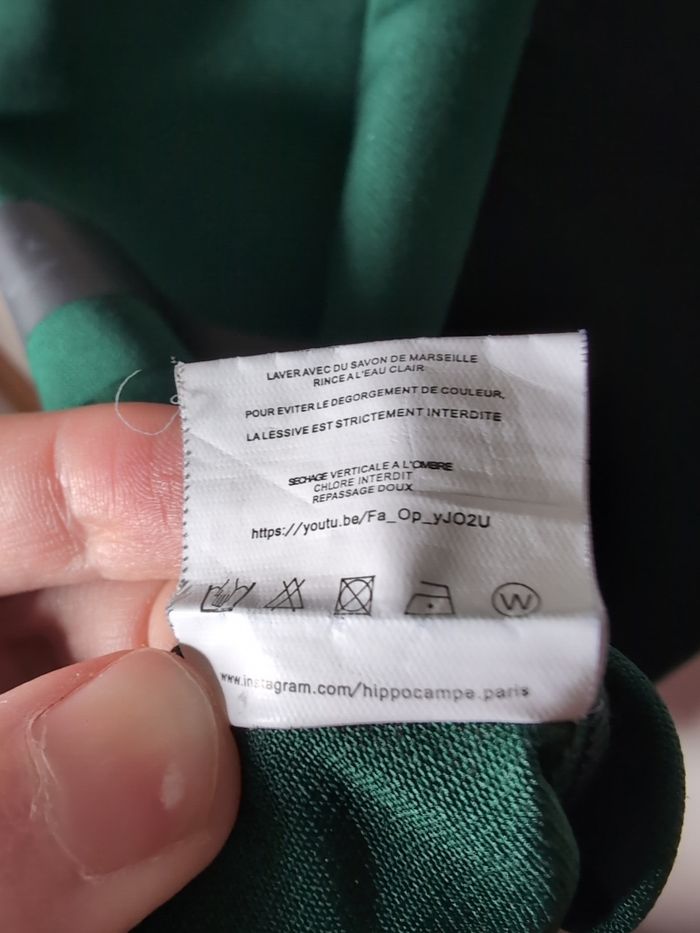 LAVER AVEC DU SAVON DE MARSEILLE
RINCE A L'EAU CLAIR
POUR EVITER LE DEGORGEMENT DE COULEUR,
LA LESSIVE EST STRICTEMENT INTERDITE
SECHAGE VERTICALE A L'OMBRE
CHLORE INTERDIT
REPASSAGE DOUX
https://youtu.be/Fa_Op_yJO2U
W
www.instagram.com/hippocampe.paris